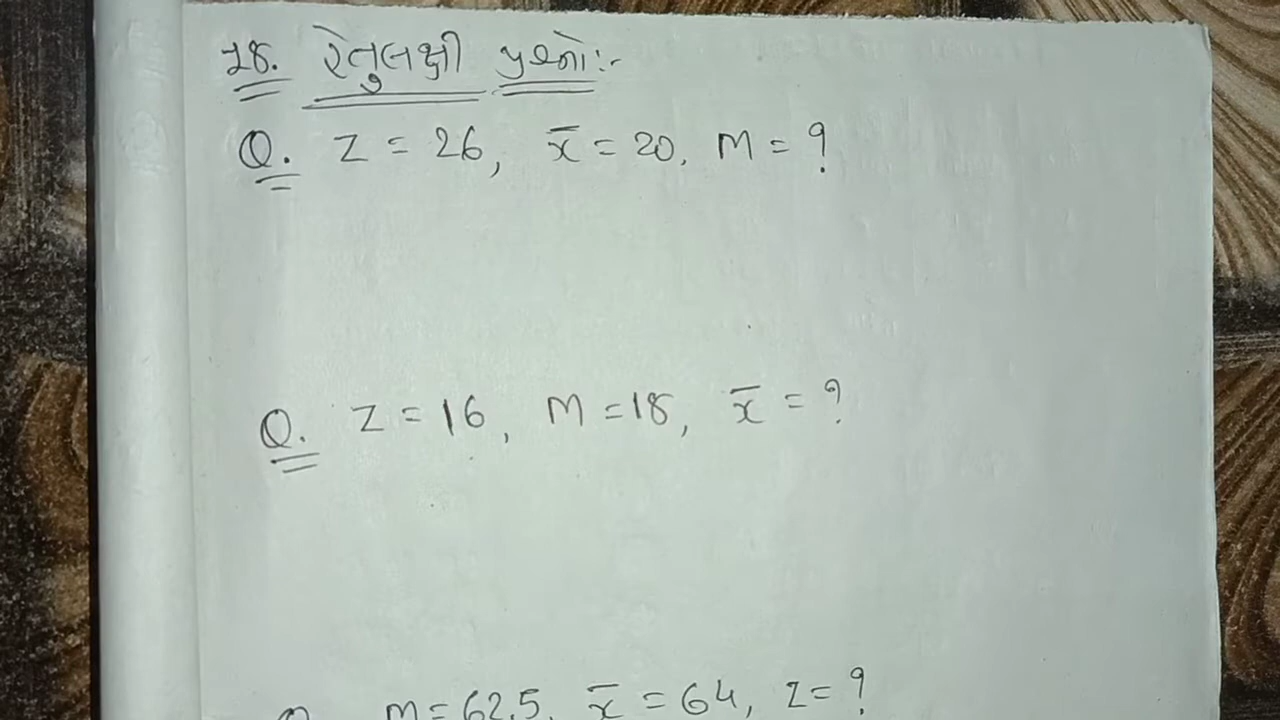 28. હેતુલક્ષી પ્રશ્નો:-
Q. Z = 26, x̄ = 20, M = ?
Q. Z = 16, M = 18, x̄ = ?
Q. M = 62.5, x̄ = 64, Z = ?